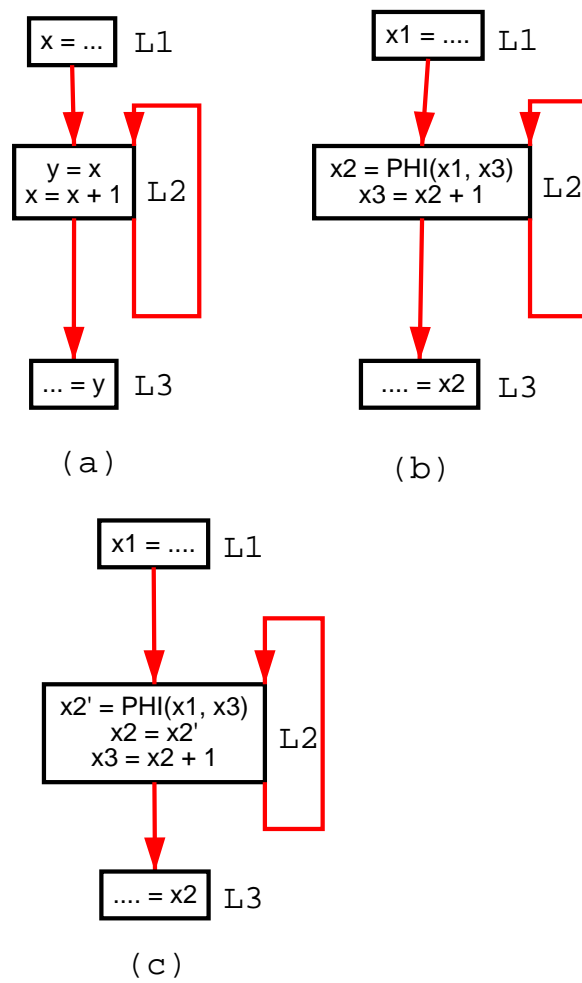 x = ... L1
y = x
x = x + 1
L2
... = y L3
(a)
x1 = .... L1
x2 = PHI(x1, x3)
x3 = x2 + 1
L2
.... = x2 L3
(b)
x1 = .... L1
x2' = PHI(x1, x3)
x2 = x2'
x3 = x2 + 1
L2
.... = x2 L3
(c)